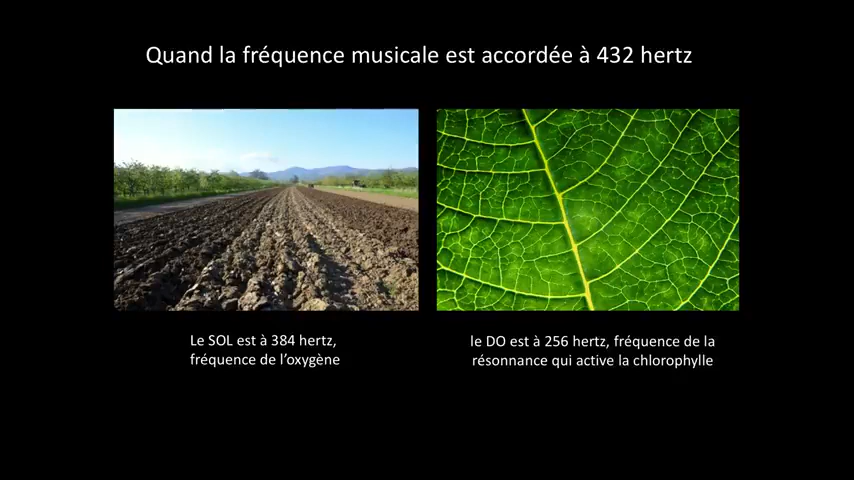 Quand la fréquence musicale est accordée à 432 hertz
Le SOL est à 384 hertz,
fréquence de l'oxygène
le DO est à 256 hertz, fréquence de la
résonnance qui active la chlorophylle